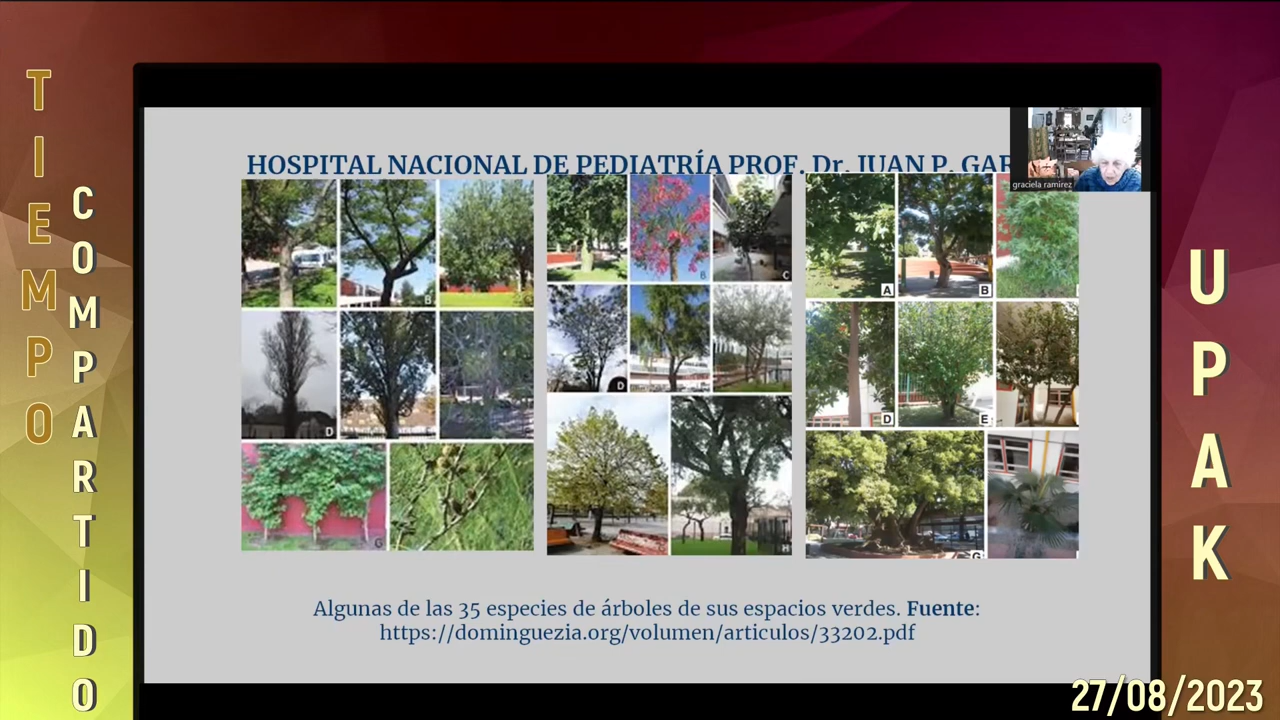 TIEMPO
COMPARTIDO
HOSPITAL NACIONAL DE PEDIATRÍA PROF. Dr. JUAN P.
graciela ramirez
B
D
G
B
C
D
H
A
B
D
E
G
Algunas de las 35 especies de árboles de sus espacios verdes. Fuente:
https://dominguezia.org/volumen/articulos/33202.pdf
UPAK
27/08/2023